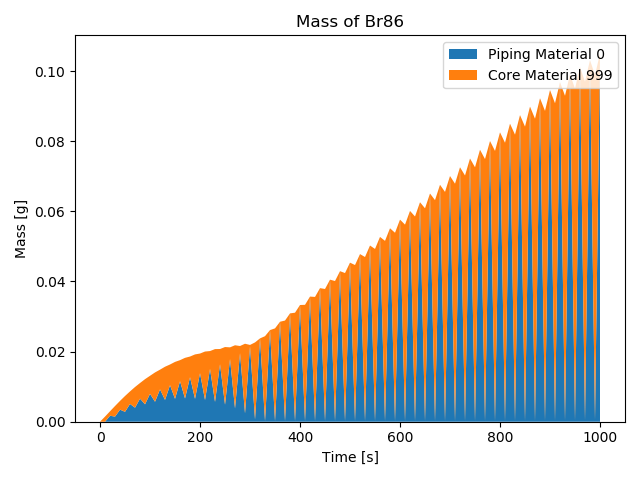 Mass of Br86
Piping Material 0
Core Material 999
Mass [g]
0.10
0.08
0.06
0.04
0.02
0.00
0 200 400 600 800 1000
Time [s]